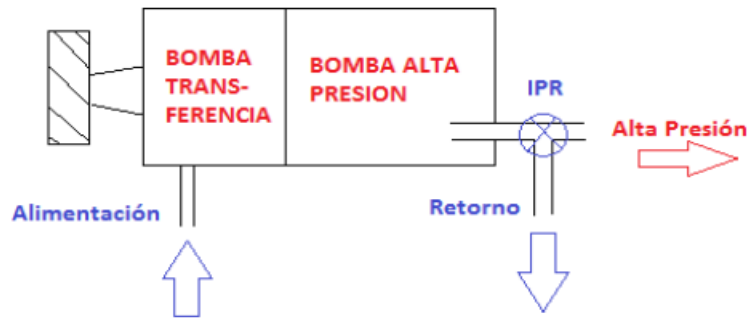 BOMBA
TRANS-
FERENCIA
BOMBA ALTA
PRESION
IPR
Alta Presión
Alimentación
Retorno